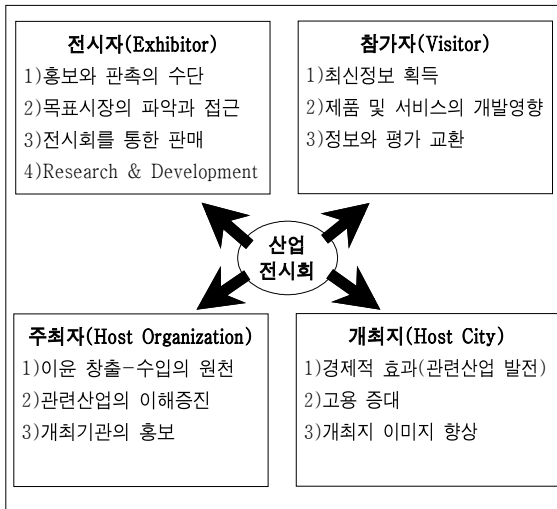 전시자(Exhibitor)
1)홍보와 판촉의 수단
2)목표시장의 파악과 접근
3)전시회를 통한 판매
4)Research & Development
참가자(Visitor)
1)최신정보 획득
2)제품 및 서비스의 개발영향
3)정보와 평가 교환
산업
전시회
주최자(Host Organization)
1)이윤 창출-수입의 원천
2)관련산업의 이해증진
3)개최기관의 홍보
개최지(Host City)
1)경제적 효과(관련산업 발전)
2)고용 증대
3)개최지 이미지 향상